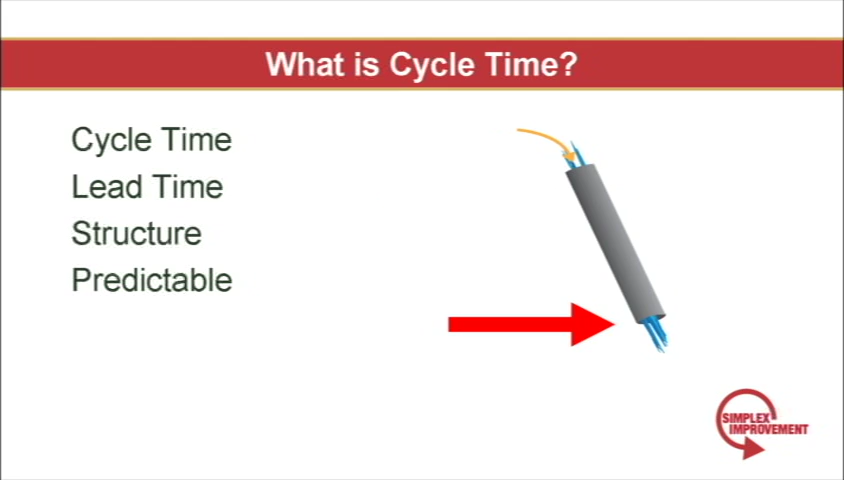 What is Cycle Time?
Cycle Time
Lead Time
Structure
Predictable
SIMPLEX
IMPROVEMENT